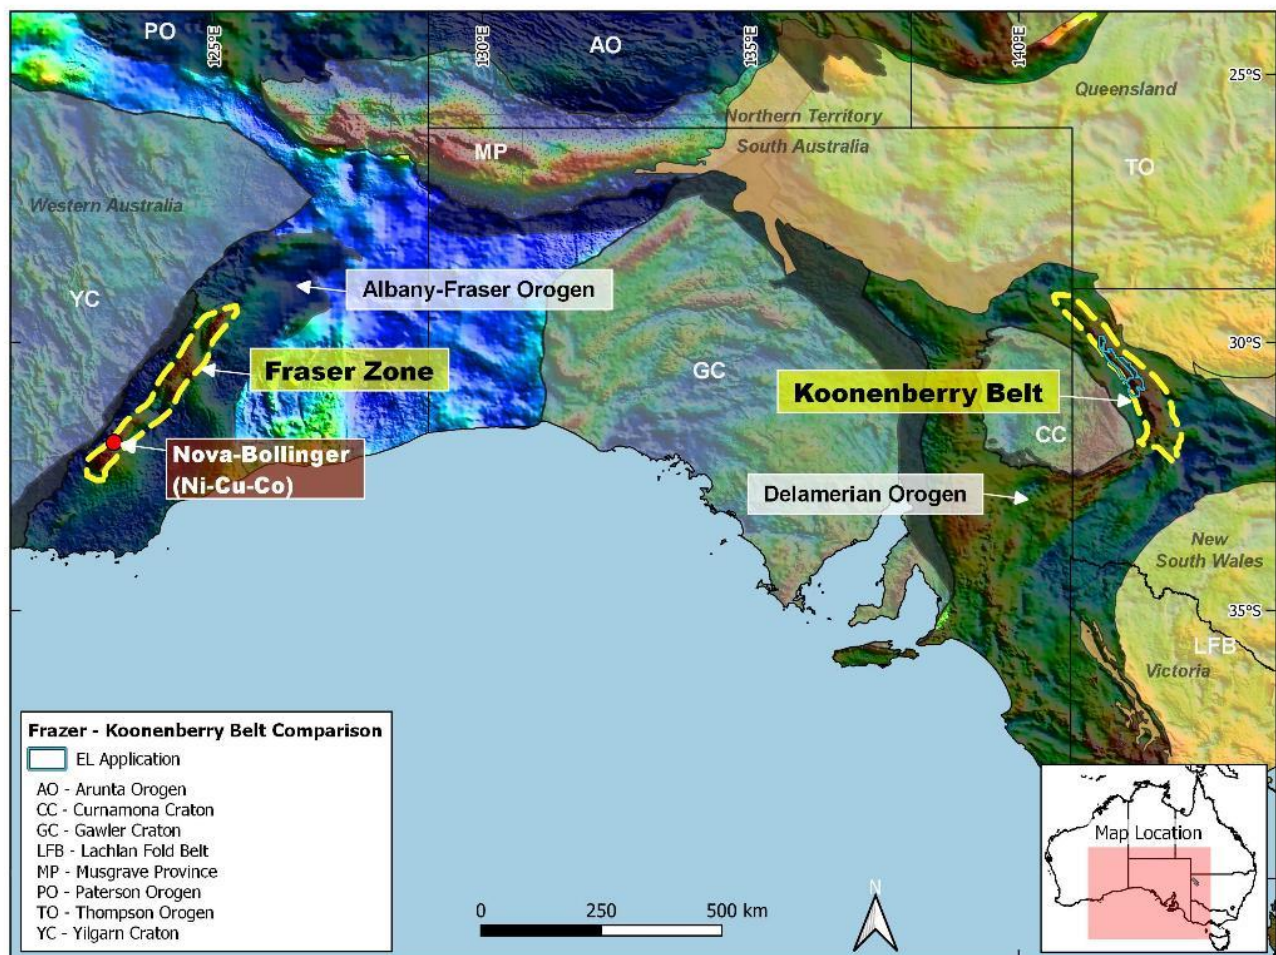 PO
125°E
130°E
AO
135°E
140°E
25°S
Queensland
Northern Territory
South Australia
MP
TO
Western Australia
YC
Albany-Fraser Orogen
30°S
Fraser Zone
GC
Koonenberry Belt
CC
Nova-Bollinger
(Ni-Cu-Co)
Delamerian Orogen
New
South Wales
35°S
LFB
Victoria
Frazer - Koonenberry Belt Comparison
EL Application
AO - Arunta Orogen
CC - Curnamona Craton
GC - Gawler Craton
LFB - Lachlan Fold Belt
MP - Musgrave Province
PO - Paterson Orogen
TO - Thompson Orogen
YC - Yilgarn Craton
0 250 500 km
N
Map Location